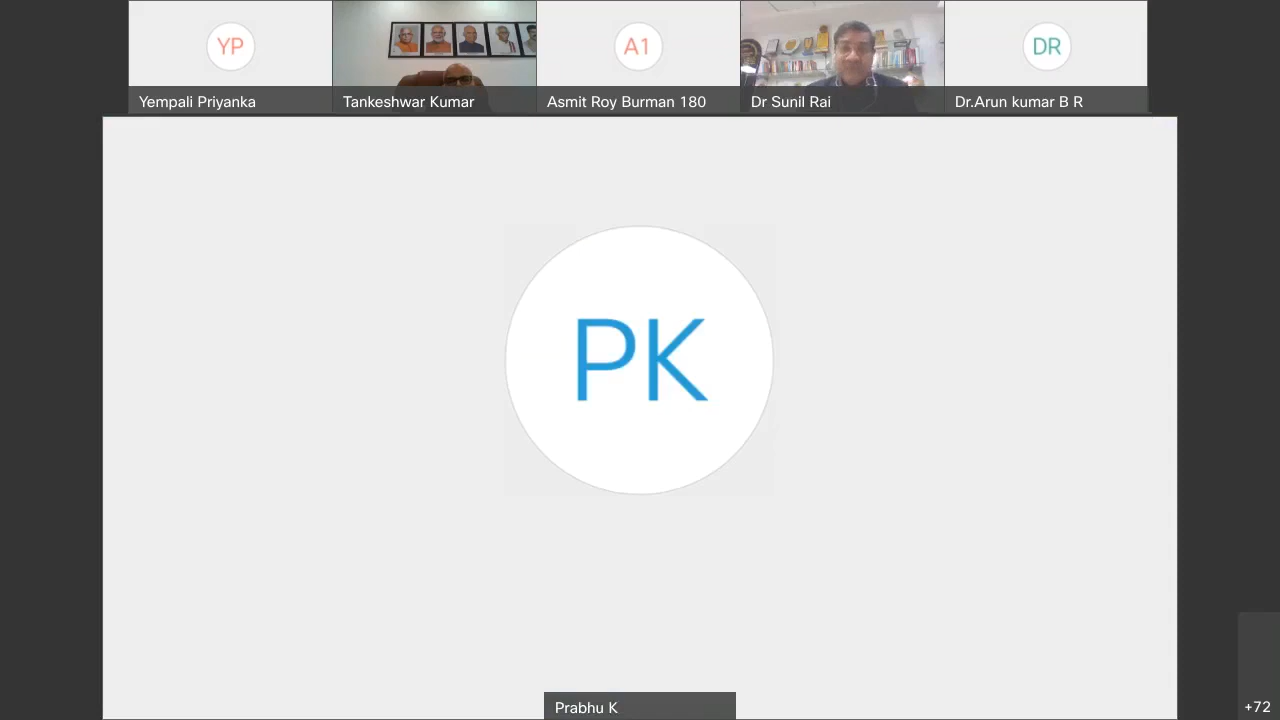 YP
A1
DR
Yempali Priyanka
Tankeshwar Kumar
Asmit Roy Burman 180
Dr Sunil Rai
Dr.Arun kumar B R
PK
Prabhu K
+72